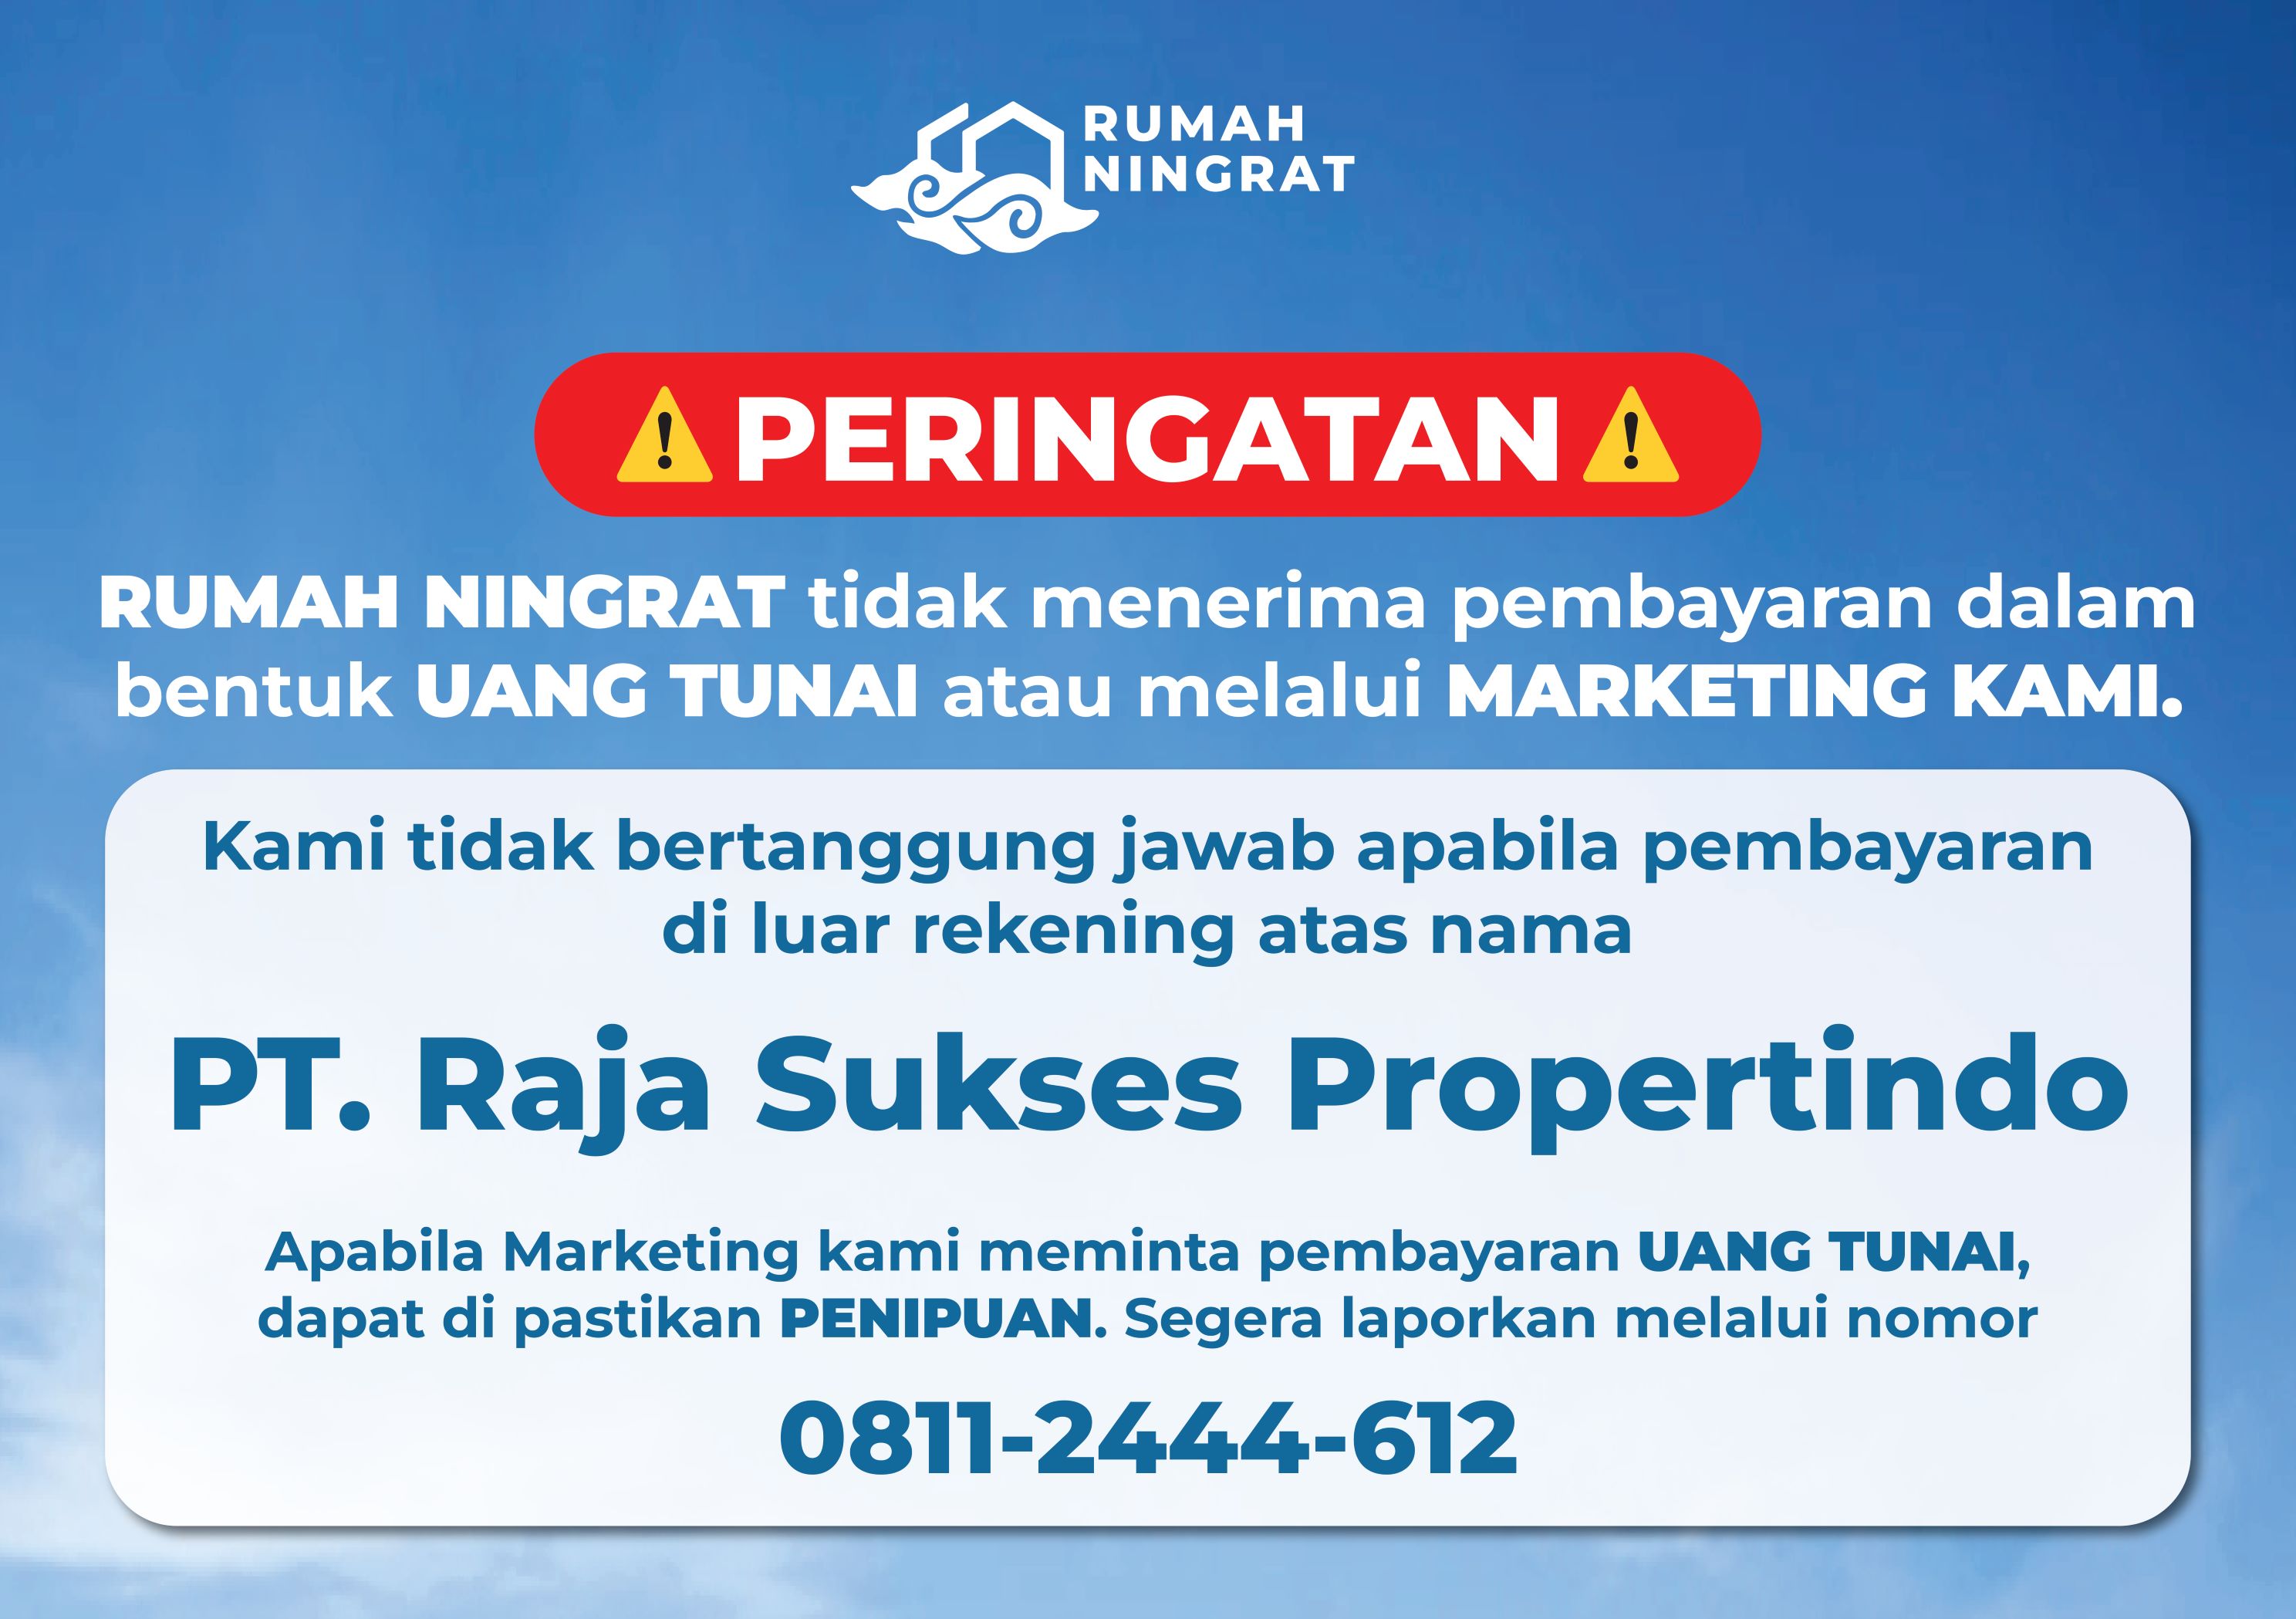 RUMAH
NINGRAT
PERINGATAN
RUMAH NINGRAT tidak menerima pembayaran dalam
bentuk UANG TUNAI atau melalui MARKETING KAMI.
Kami tidak bertanggung jawab apabila pembayaran
di luar rekening atas nama
PT. Raja Sukses Propertindo
Apabila Marketing kami meminta pembayaran UANG TUNAI,
dapat di pastikan PENIPUAN. Segera laporkan melalui nomor
0811-2444-612